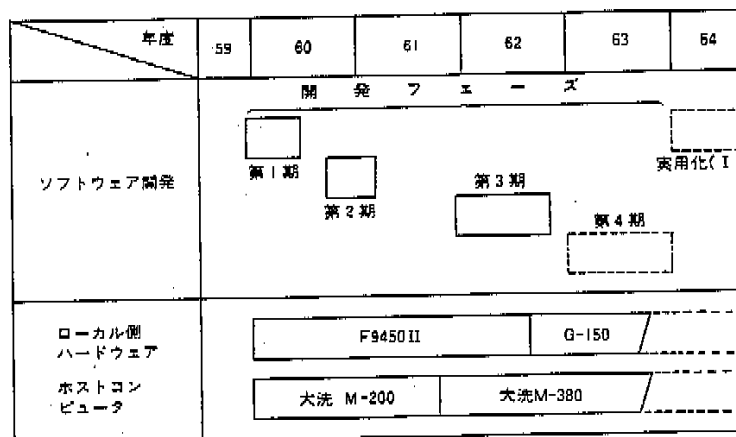 年度 59 60 61 62 63 64
開発フェーズ
ソフトウェア開発
第1期
第2期
第3期
第4期
実用化(I
ローカル側
ハードウェア
F9450II G-150
ホストコン
ピュータ
大洗 M-200 大洗M-380